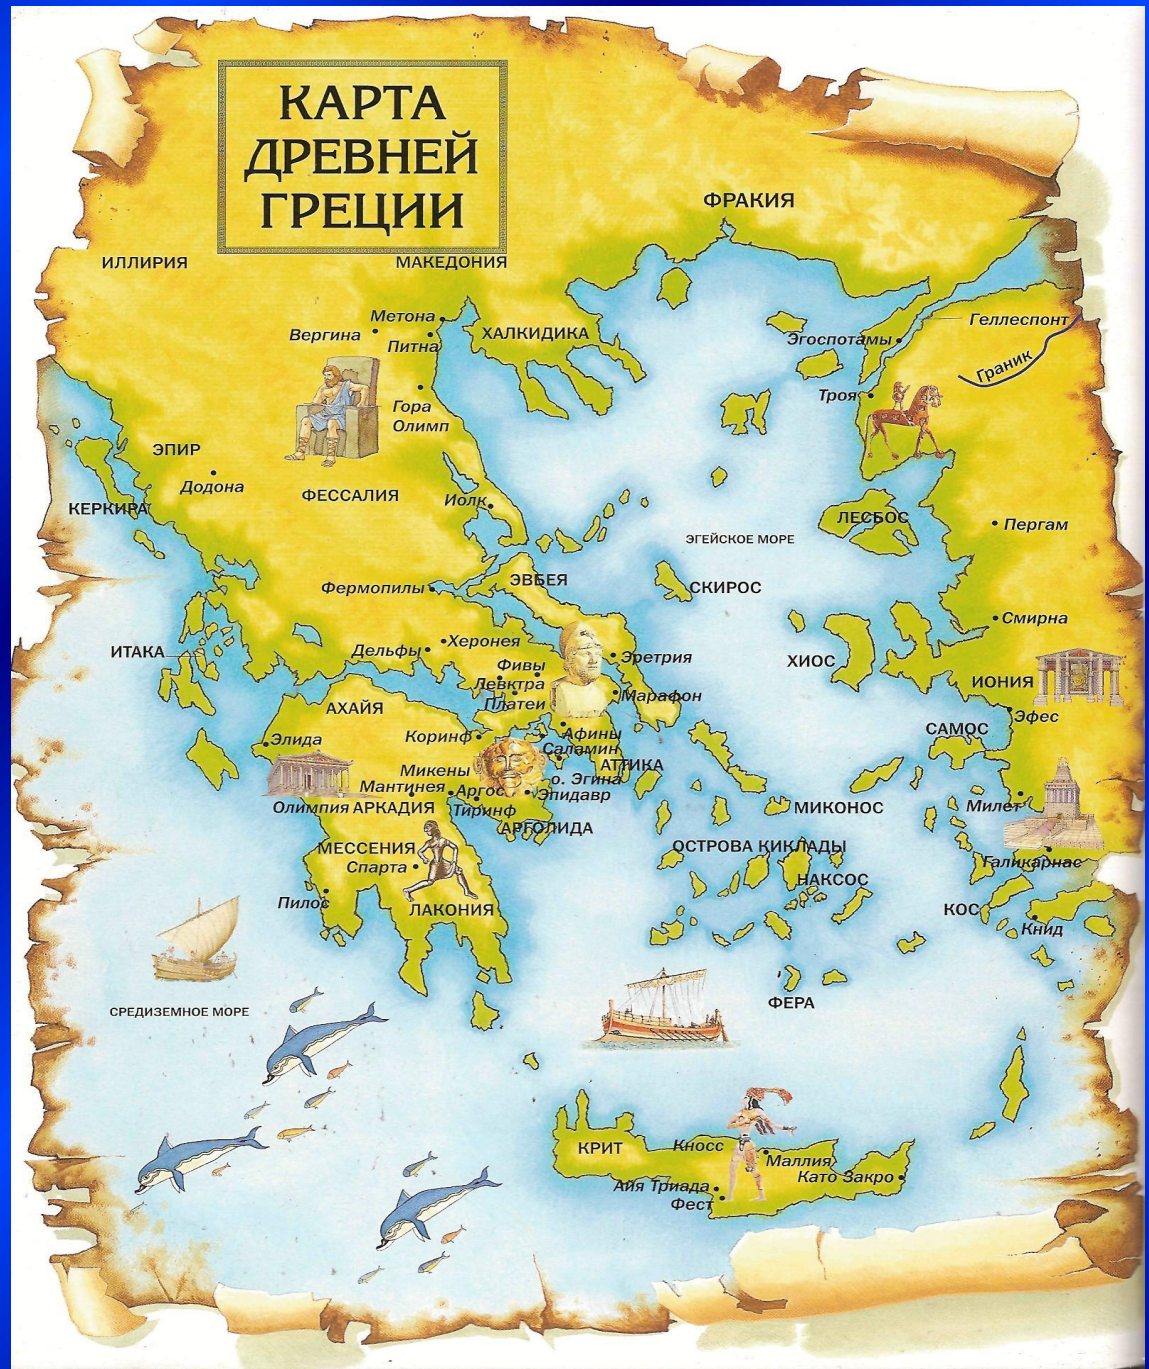 КАРТА
ДРЕВНЕЙ
ГРЕЦИИ
ФРАКИЯ
ИЛЛИРИЯ
МАКЕДОНИЯ
Метона
Вергина
Питна
ХАЛКИДИКА
Геллеспонт
Эгоспотамы
Граник
Троя
Гора
Олимп
ЭПИР
Додона
ФЕССАЛИЯ
Иолк
КЕРКИРА
ЛЕСБОС
Пергам
ЭГЕЙСКОЕ МОРЕ
ЭВБЕЯ
СКИРОС
Фермопилы
Смирна
ИТАКА
Дельфы
Херонея
Эретрия
ХИОС
Фивы
Левктра
Платеи
Марафон
ИОНИЯ
АХАЙЯ
Эфес
Элида
Коринф
Афины
Саламин
САМОС
АТТИКА
Микены
о. Эгина
Мантинея
Аргос
Эпидавр
Олимпия
АРКАДИЯ
Тиринф
МИКОНОС
Милет
АРГОЛИДА
МЕССЕНИЯ
ОСТРОВА КИКЛАДЫ
Спарта
Галикарнас
НАКСОС
Пилос
ЛАКОНИЯ
КОС
Книд
ФЕРА
СРЕДИЗЕМНОЕ МОРЕ
КРИТ
Кносс
Маллия
Като Закро
Айя Триада
Фест